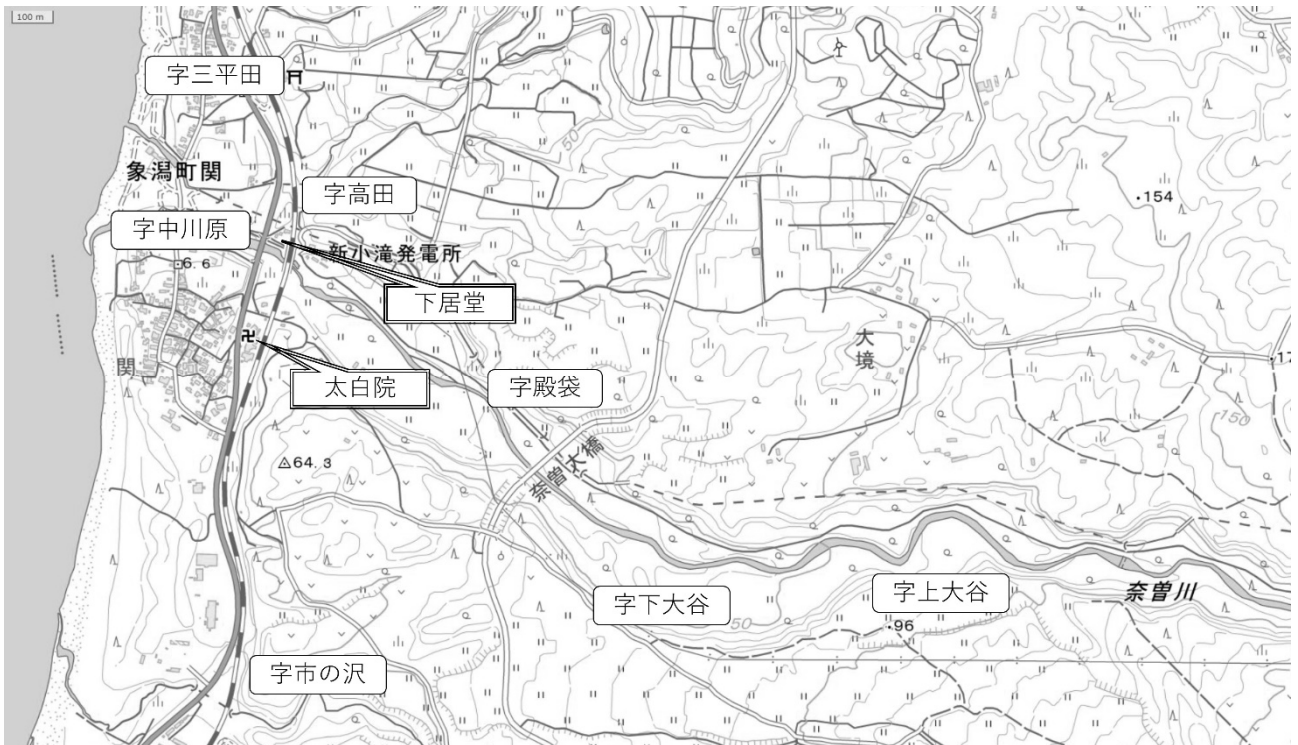 100 m
字三平田
象潟町関
字高田
154
字中川原
新小滝発電所
6.6
下居堂
50
大境
関
太白院
字殿袋
17
150
64.3
奈曽大橋
字下大谷
字上大谷
奈曽川
50
96
字市の沢